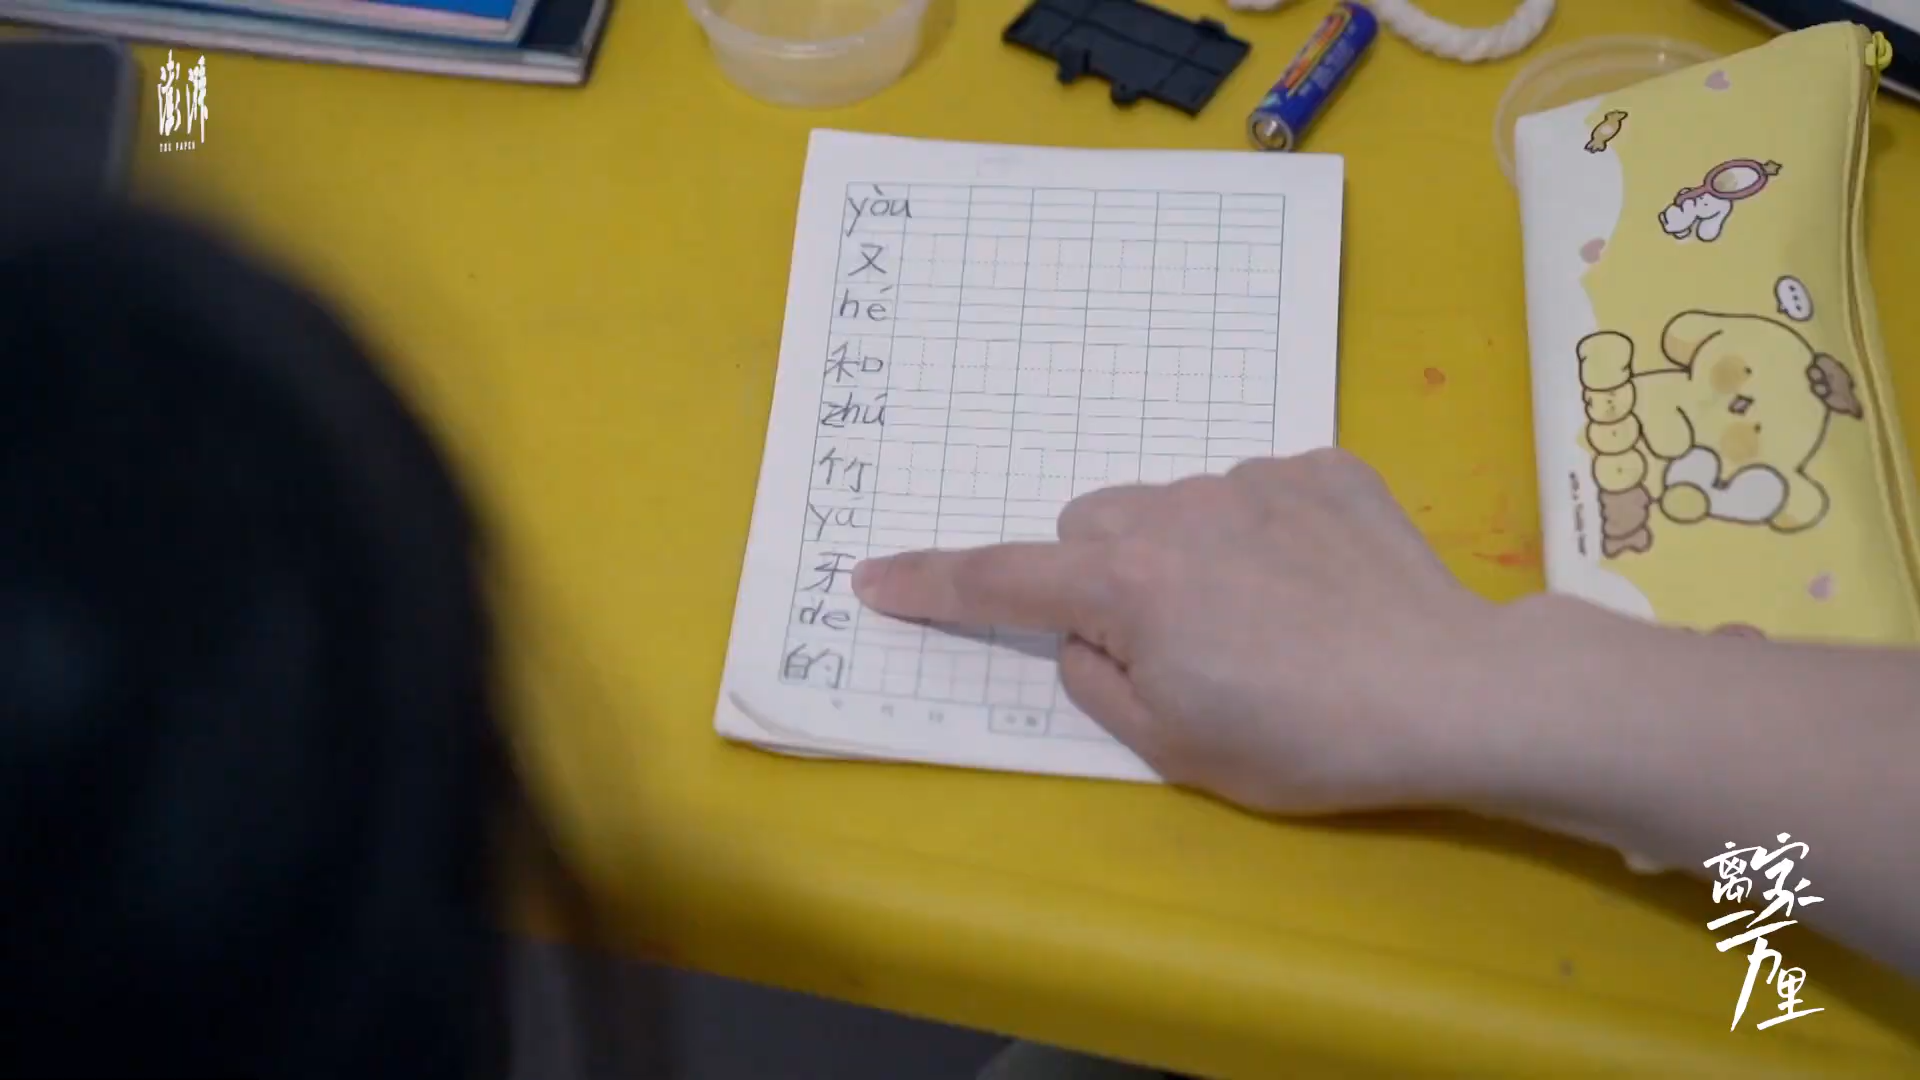 澎湃
THE PAPER
yòu
又
hé
和
zhú
竹
yá
牙
de
的
离家一万里